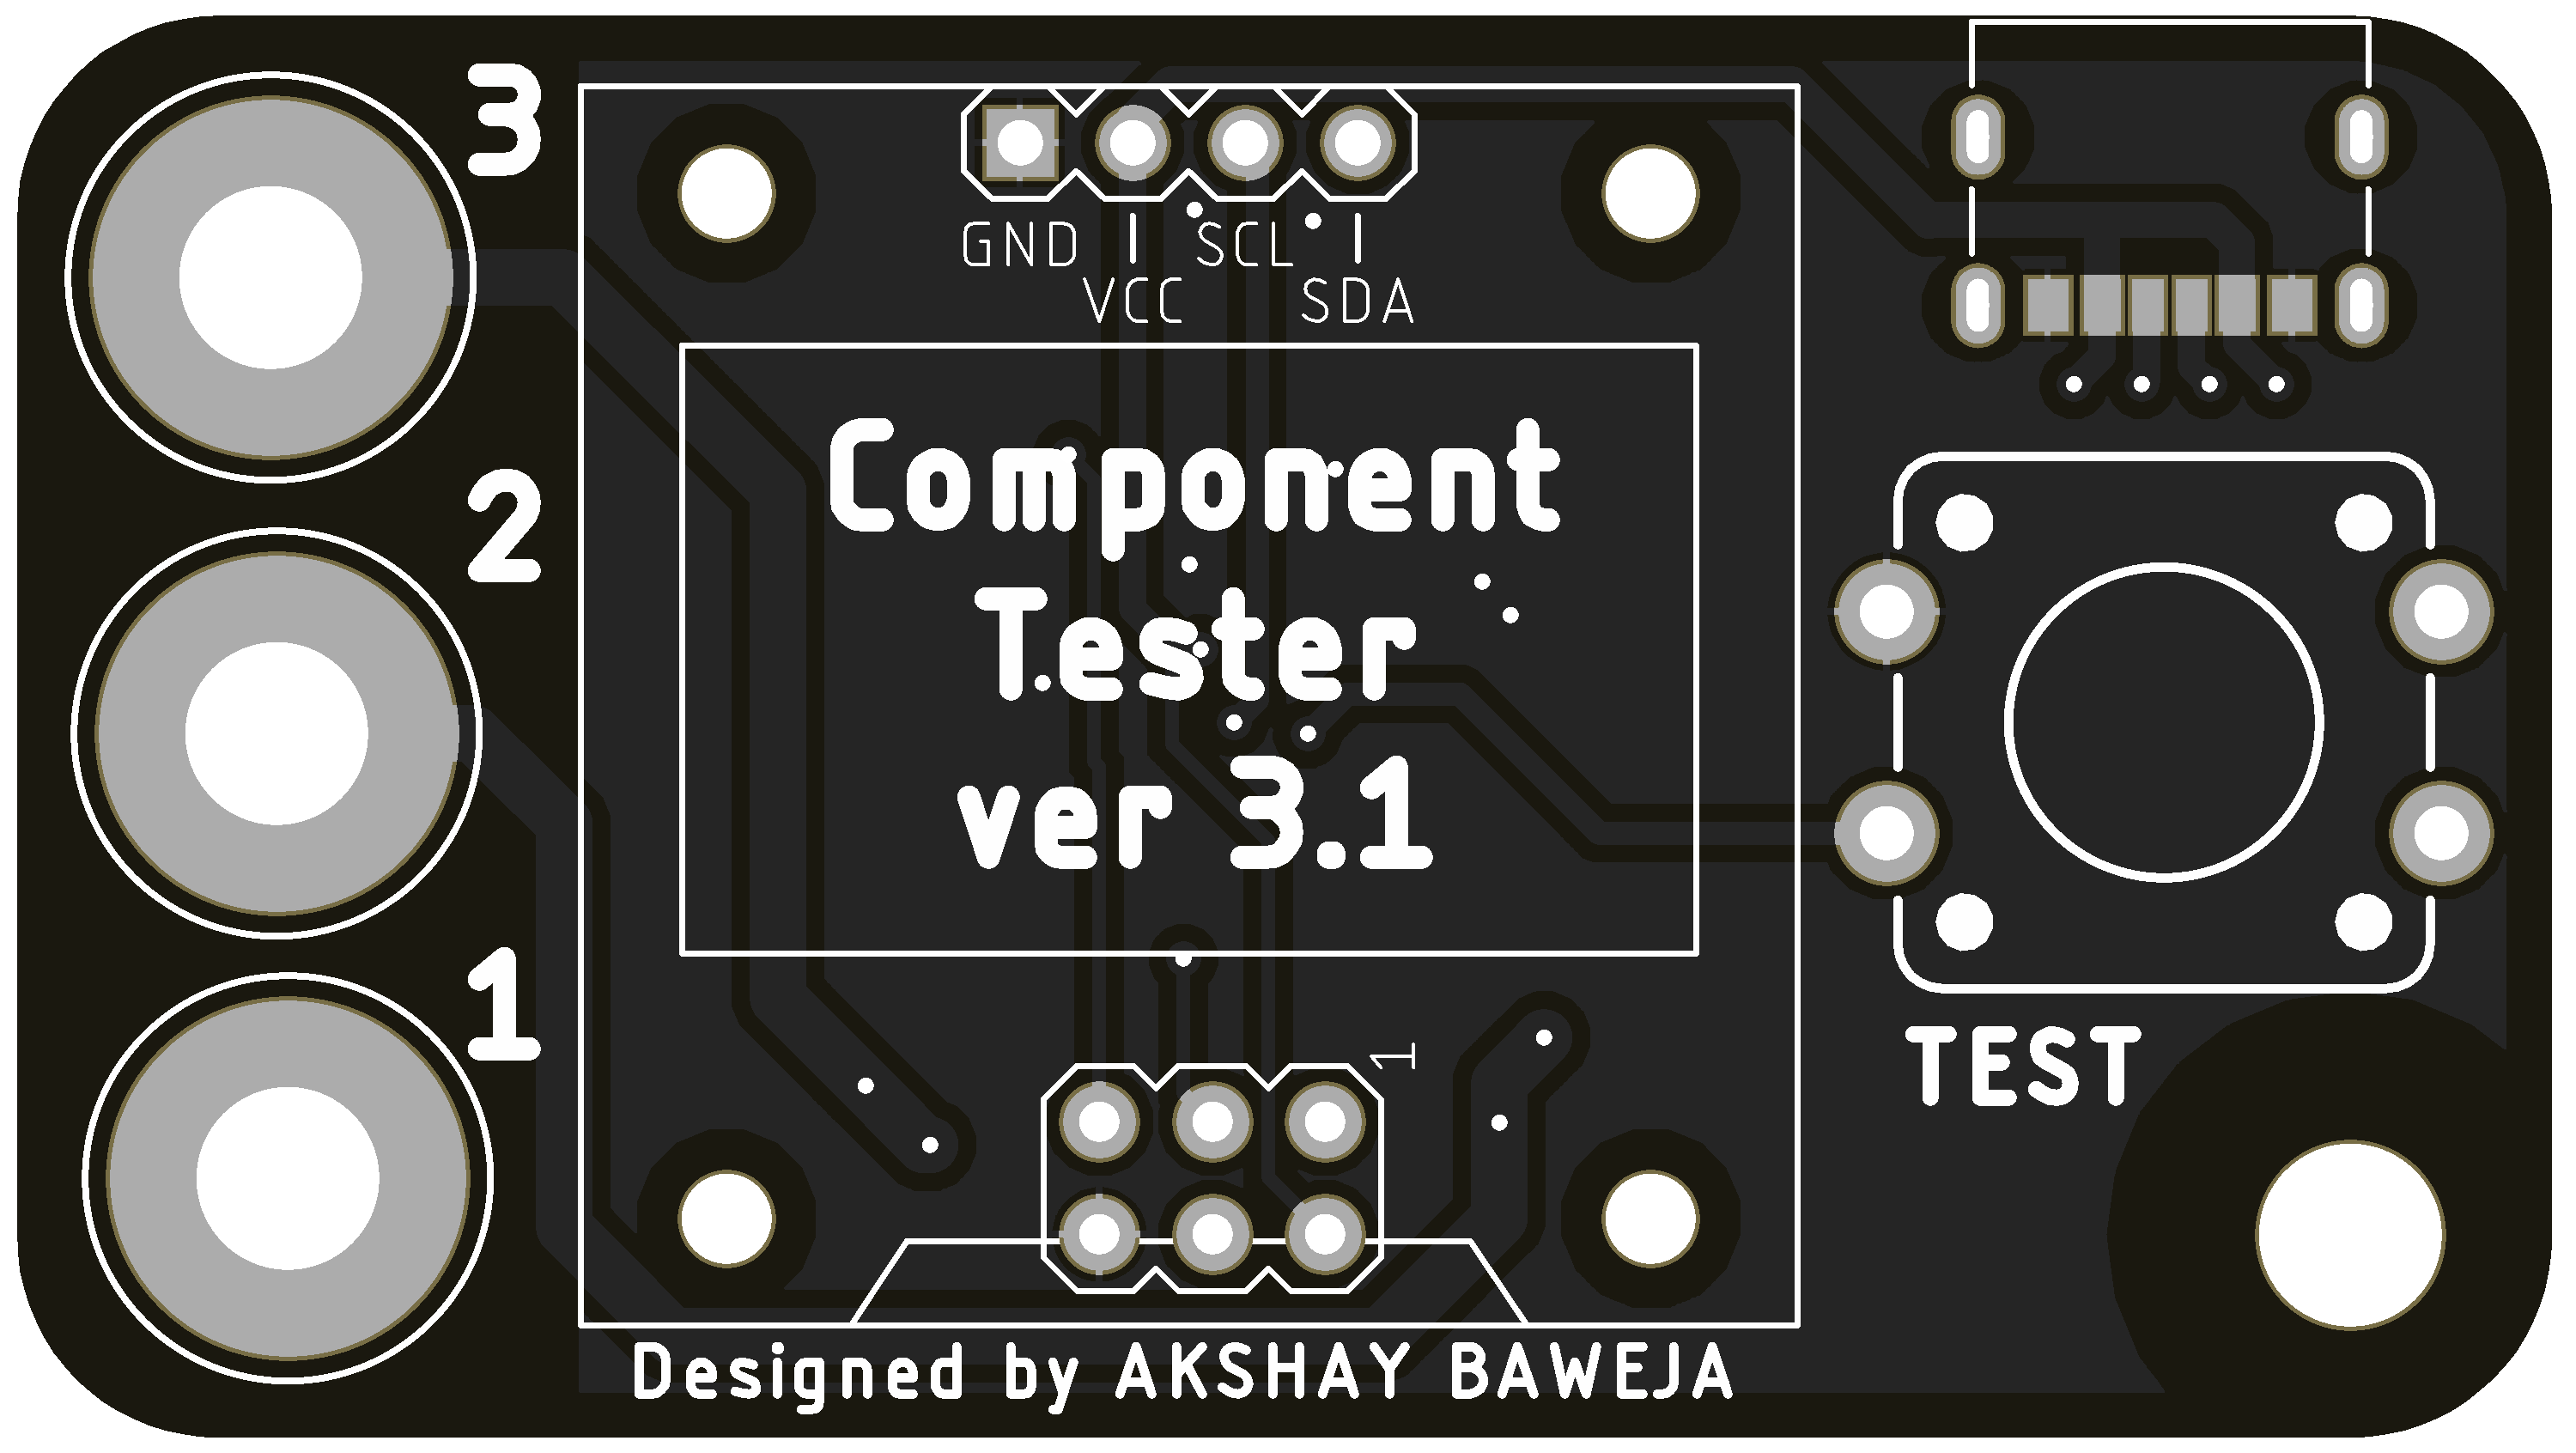 3
GND SCL
VCC SDA
2
Component
Tester
ver 3.1
1
1
TEST
Designed by AKSHAY BAWEJA